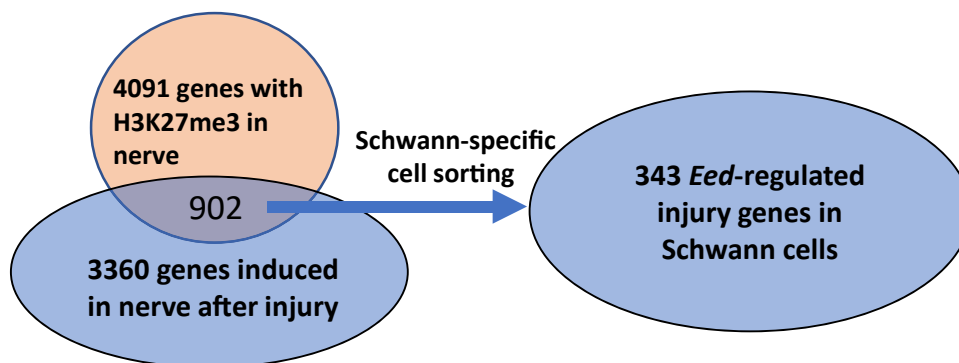 4091 genes with
H3K27me3 in
nerve
902
3360 genes induced
in nerve after injury
Schwann-specific
cell sorting
343 Eed-regulated
injury genes in
Schwann cells